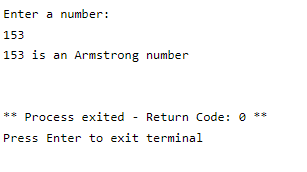 Enter a number:
153
153 is an Armstrong number
** Process exited - Return Code: 0 **
Press Enter to exit terminal